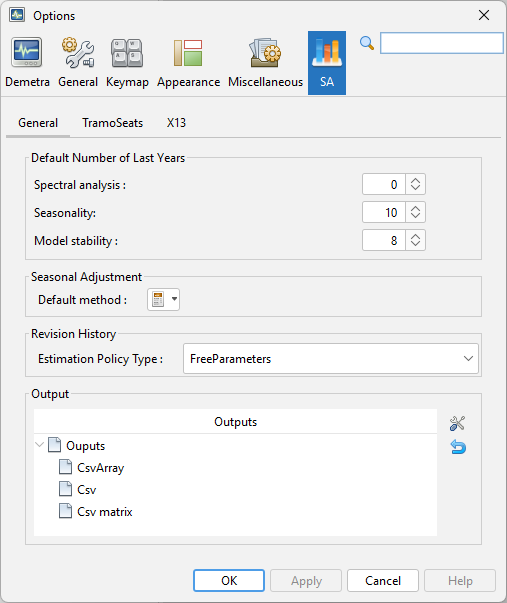 Options
Demetra
General
Keymap
Appearance
Miscellaneous
SA
General TramoSeats X13
Default Number of Last Years
Spectral analysis : 0
Seasonality: 10
Model stability : 8
Seasonal Adjustment
Default method :
Revision History
Estimation Policy Type : FreeParameters
Output
Outputs
Ouputs
CsvArray
Csv
Csv matrix
OK Apply Cancel Help